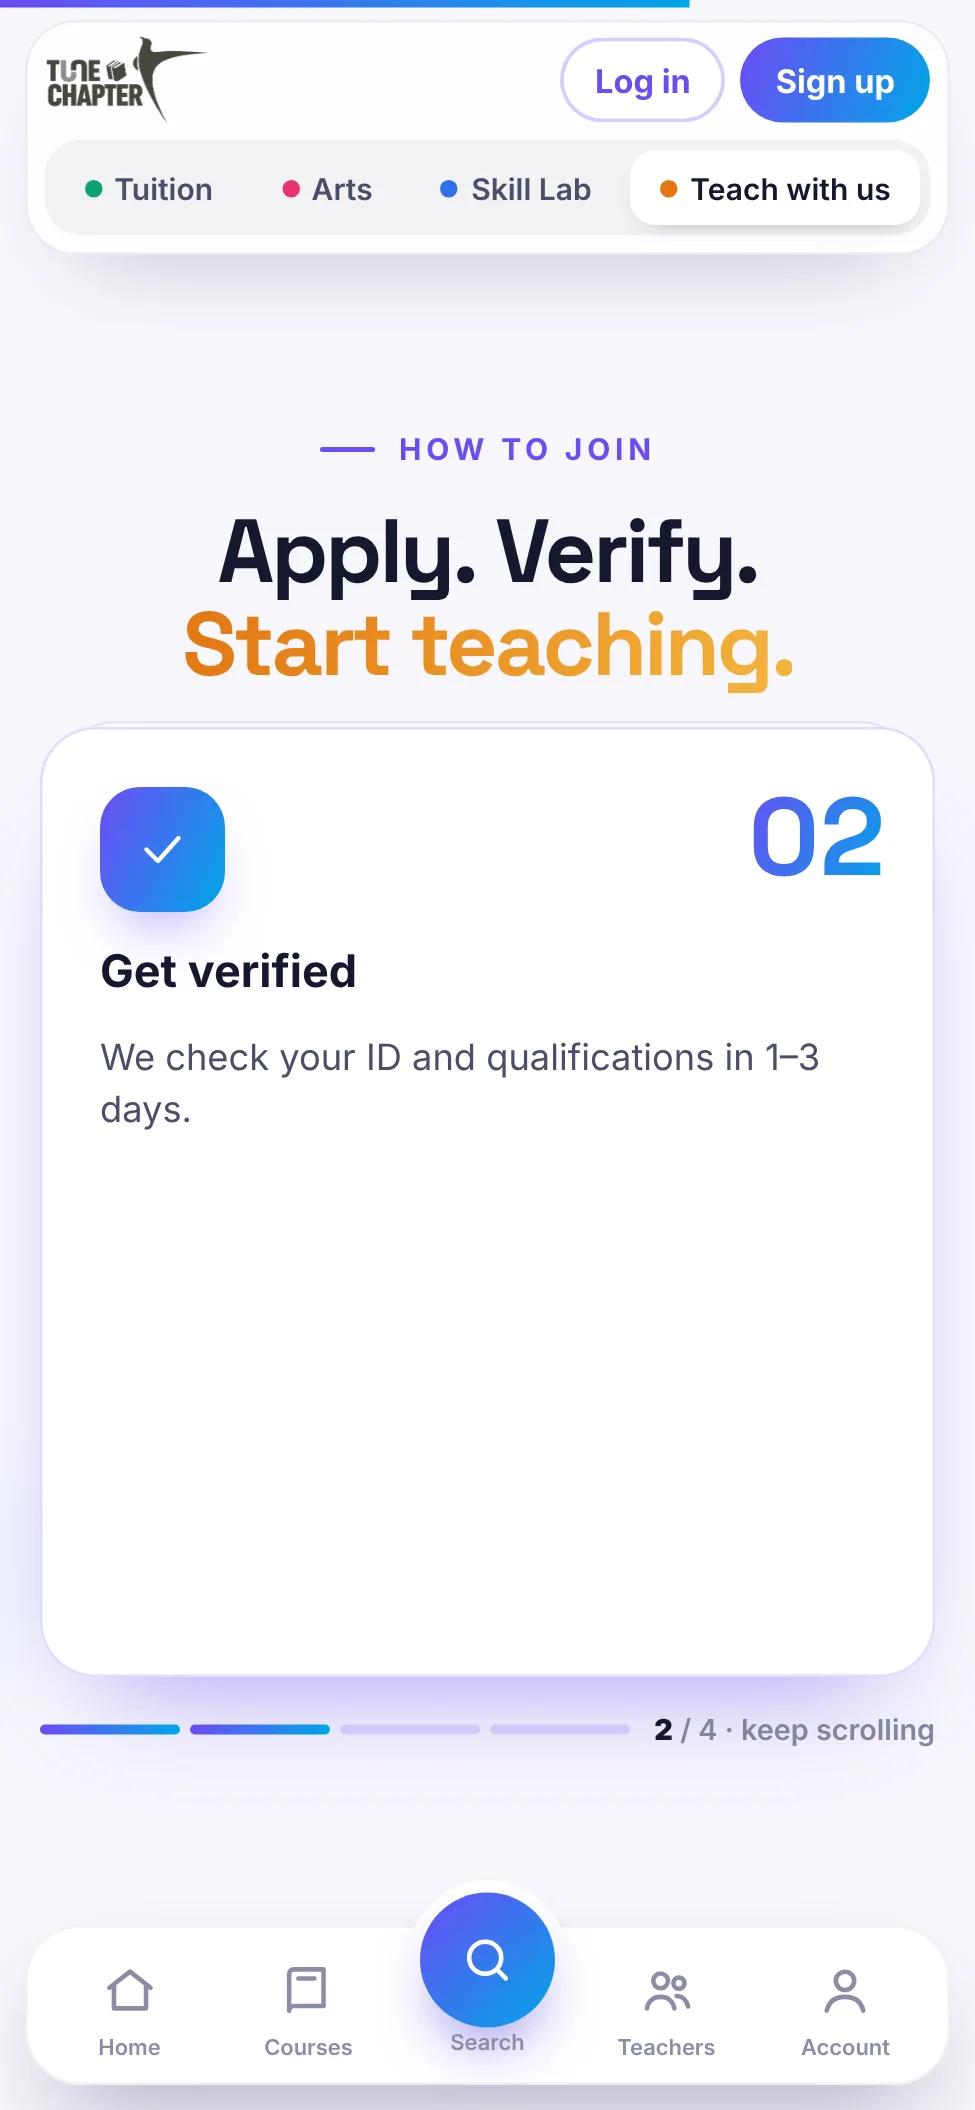 TUNE
CHAPTER
Log in
Sign up
Tuition
Arts
Skill Lab
Teach with us
HOW TO JOIN
Apply. Verify.
Start teaching.
02
Get verified
We check your ID and qualifications in 1–3
days.
2 / 4 · keep scrolling
Home
Courses
Search
Teachers
Account